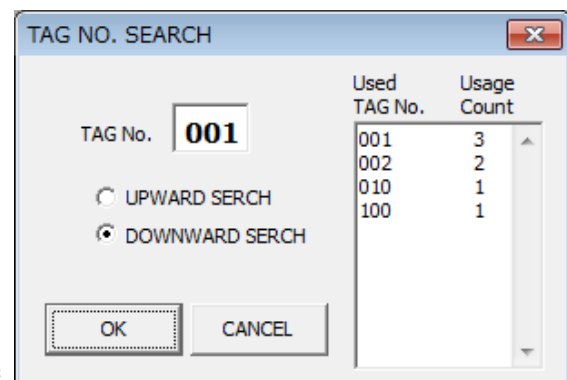 TAG NO. SEARCH
TAG No. 001
UPWARD SERCH
DOWNWARD SERCH
OK CANCEL
Used Usage
TAG No. Count
001 3
002 2
010 1
100 1